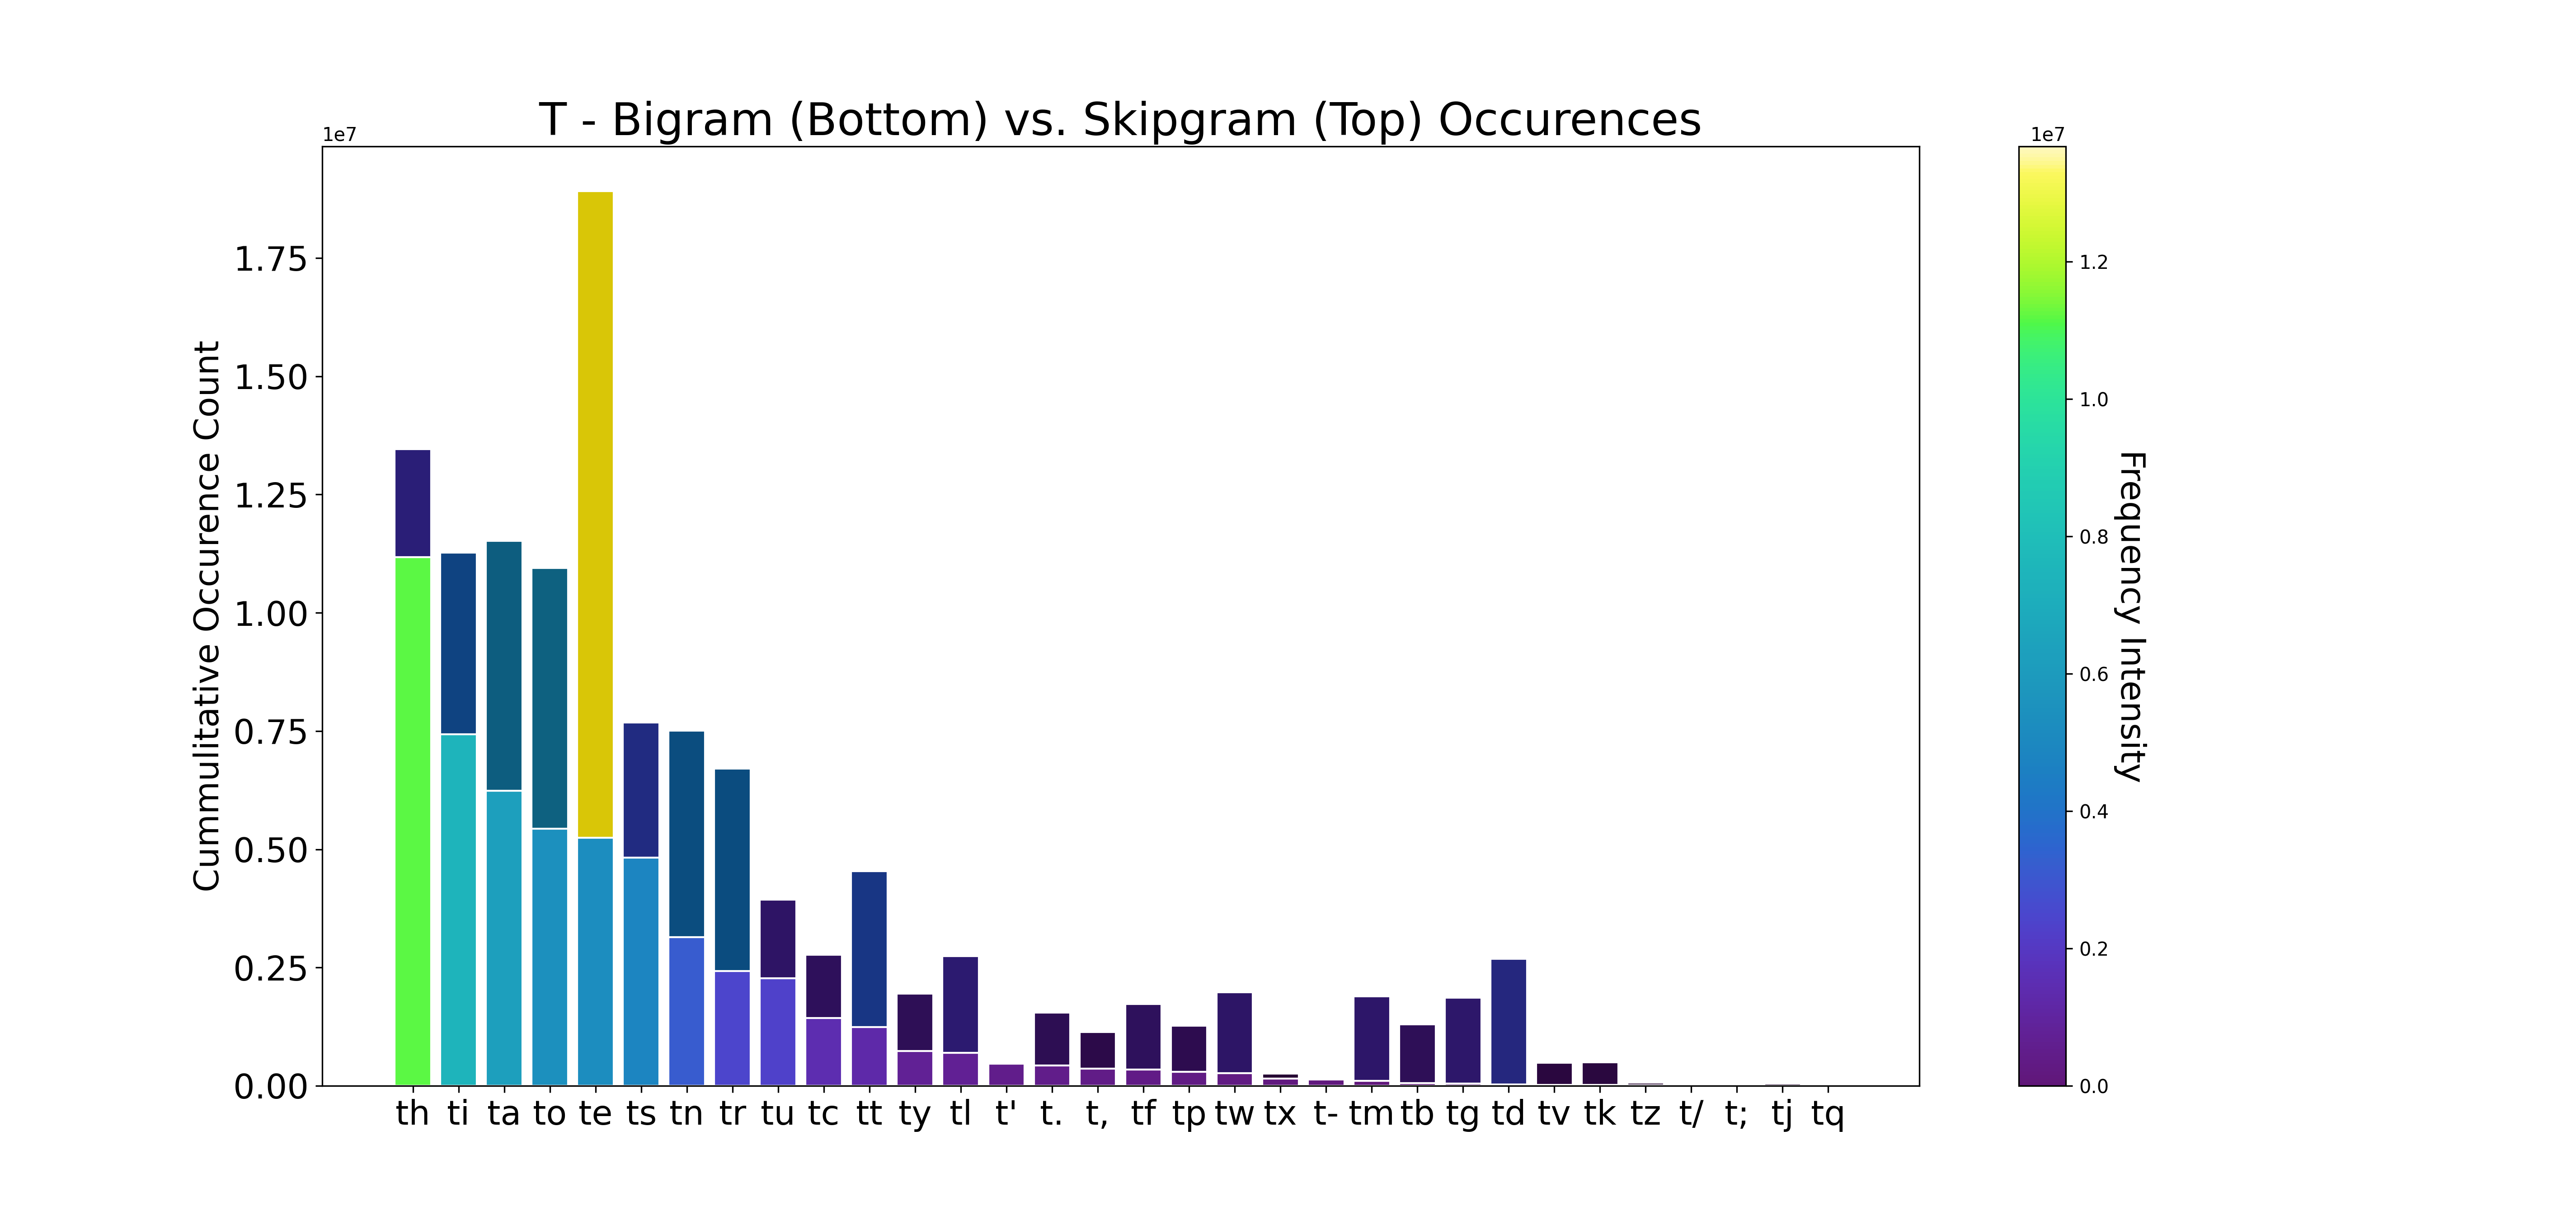 T - Bigram (Bottom) vs. Skipgram (Top) Occurences
1e7
1e7
Cummulitative Occurence Count
1.75
1.50
1.25
1.00
0.75
0.50
0.25
0.00
th ti ta to te ts tn tr tu tc tt ty tl t' t. t, tf tp tw tx t- tm tb tg td tv tk tz t/ t; tj tq
1.2
1.0
0.8
0.6
0.4
0.2
0.0
Frequency Intensity